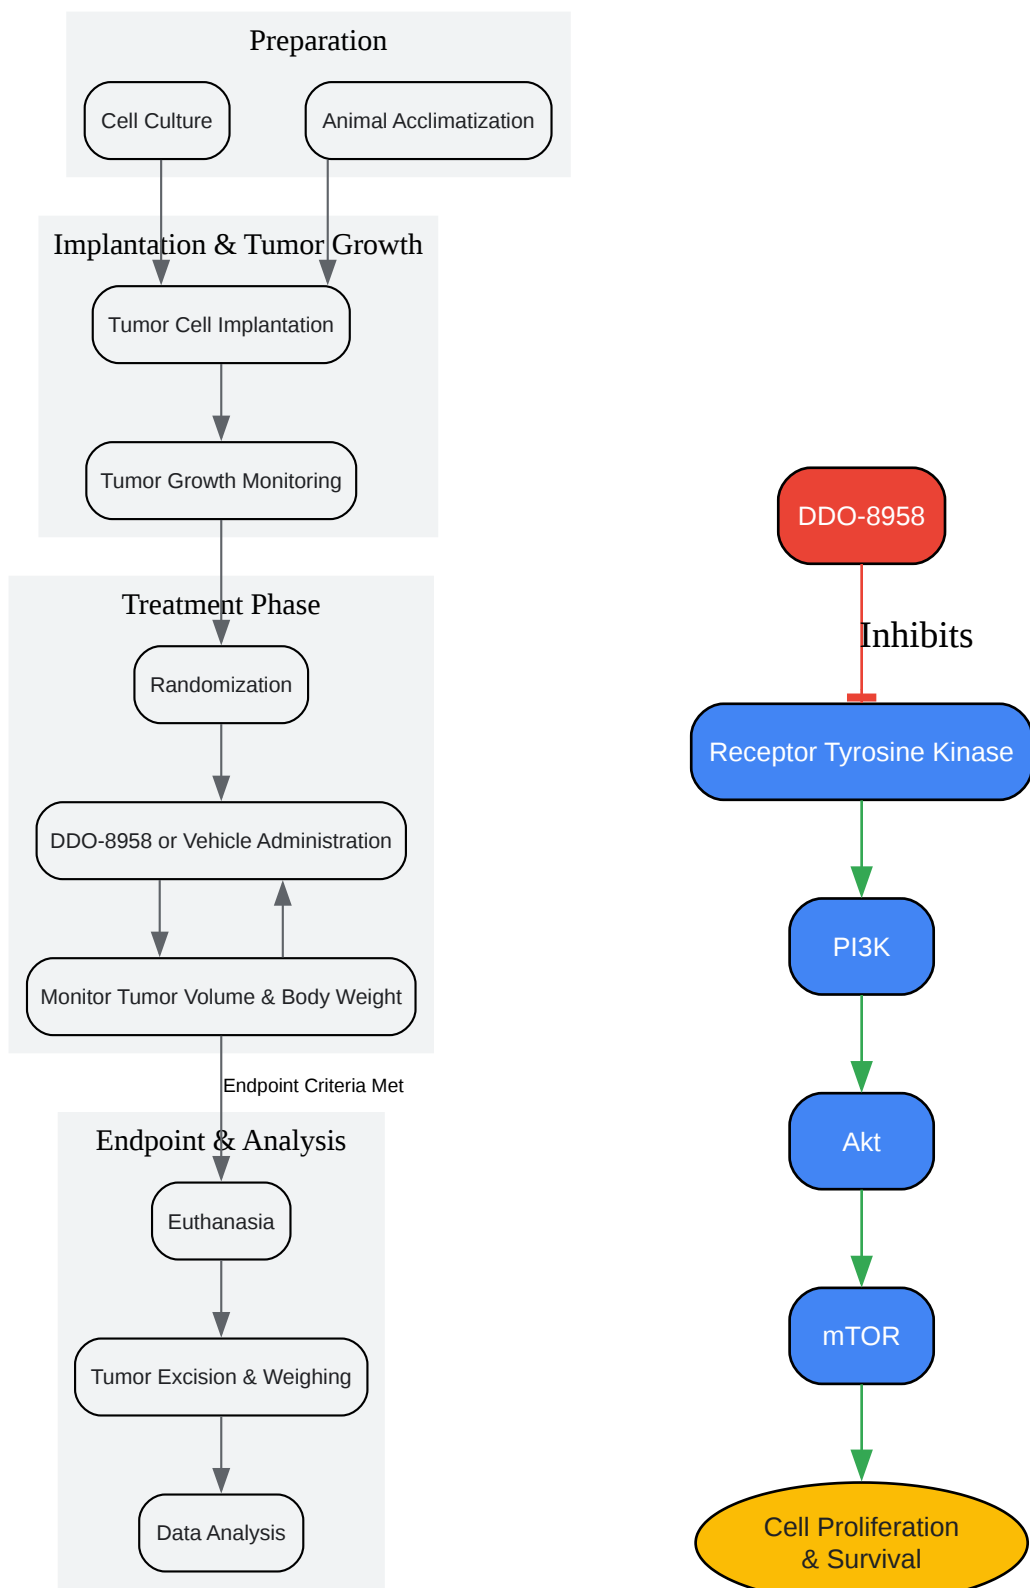 Preparation
Cell Culture
Animal Acclimatization
Implantation & Tumor Growth
Tumor Cell Implantation
Tumor Growth Monitoring
Treatment Phase
Randomization
DDO-8958 or Vehicle Administration
Monitor Tumor Volume & Body Weight
Endpoint Criteria Met
Endpoint & Analysis
Euthanasia
Tumor Excision & Weighing
Data Analysis
DDO-8958
Inhibits
Receptor Tyrosine Kinase
PI3K
Akt
mTOR
Cell Proliferation
& Survival